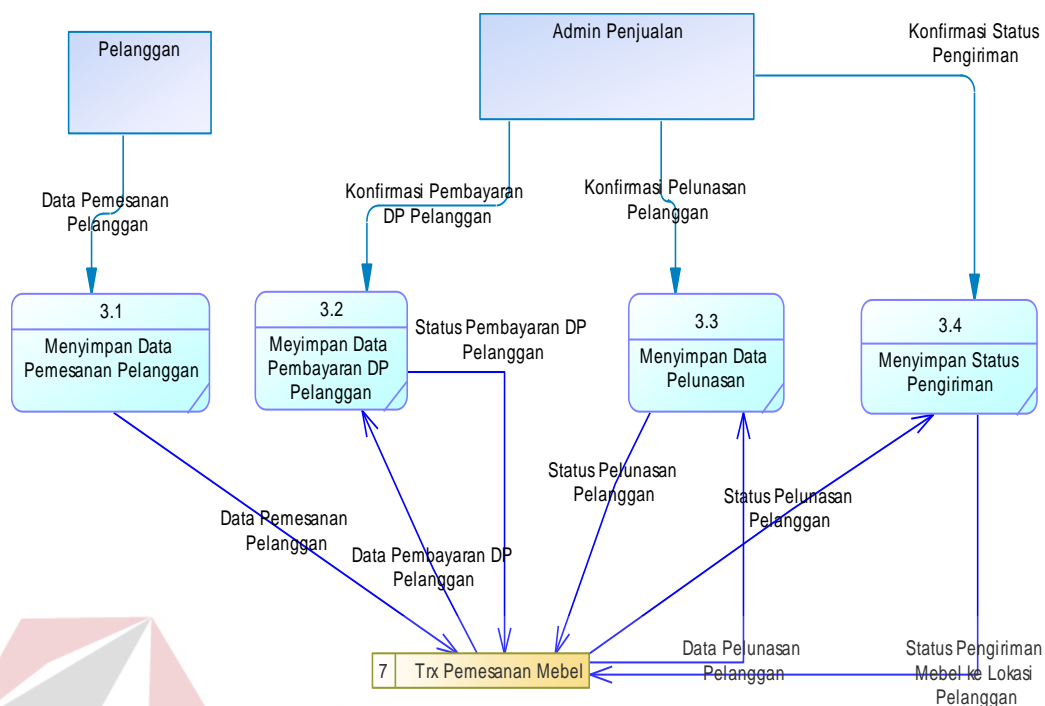 Pelanggan
Admin Penjualan
Konfirmasi Status
Pengiriman
Data Pemesanan
Pelanggan
Konfirmasi Pembayaran
DP Pelanggan
Konfirmasi Pelunasan
Pelanggan
3.1
Menyimpan Data
Pemesanan Pelanggan
3.2
Meyimpan Data
Pembayaran DP
Pelanggan
Status Pembayaran DP
Pelanggan
3.3
Menyimpan Data
Pelunasan
3.4
Menyimpan Status
Pengiriman
Data Pemesanan
Pelanggan
Data Pembayaran DP
Pelanggan
Status Pelunasan
Pelanggan
Status Pelunasan
Pelanggan
7 Trx Pemesanan Mebel
Data Pelunasan
Pelanggan
Status Pengiriman
Mebel ke Lokasi
Pelanggan